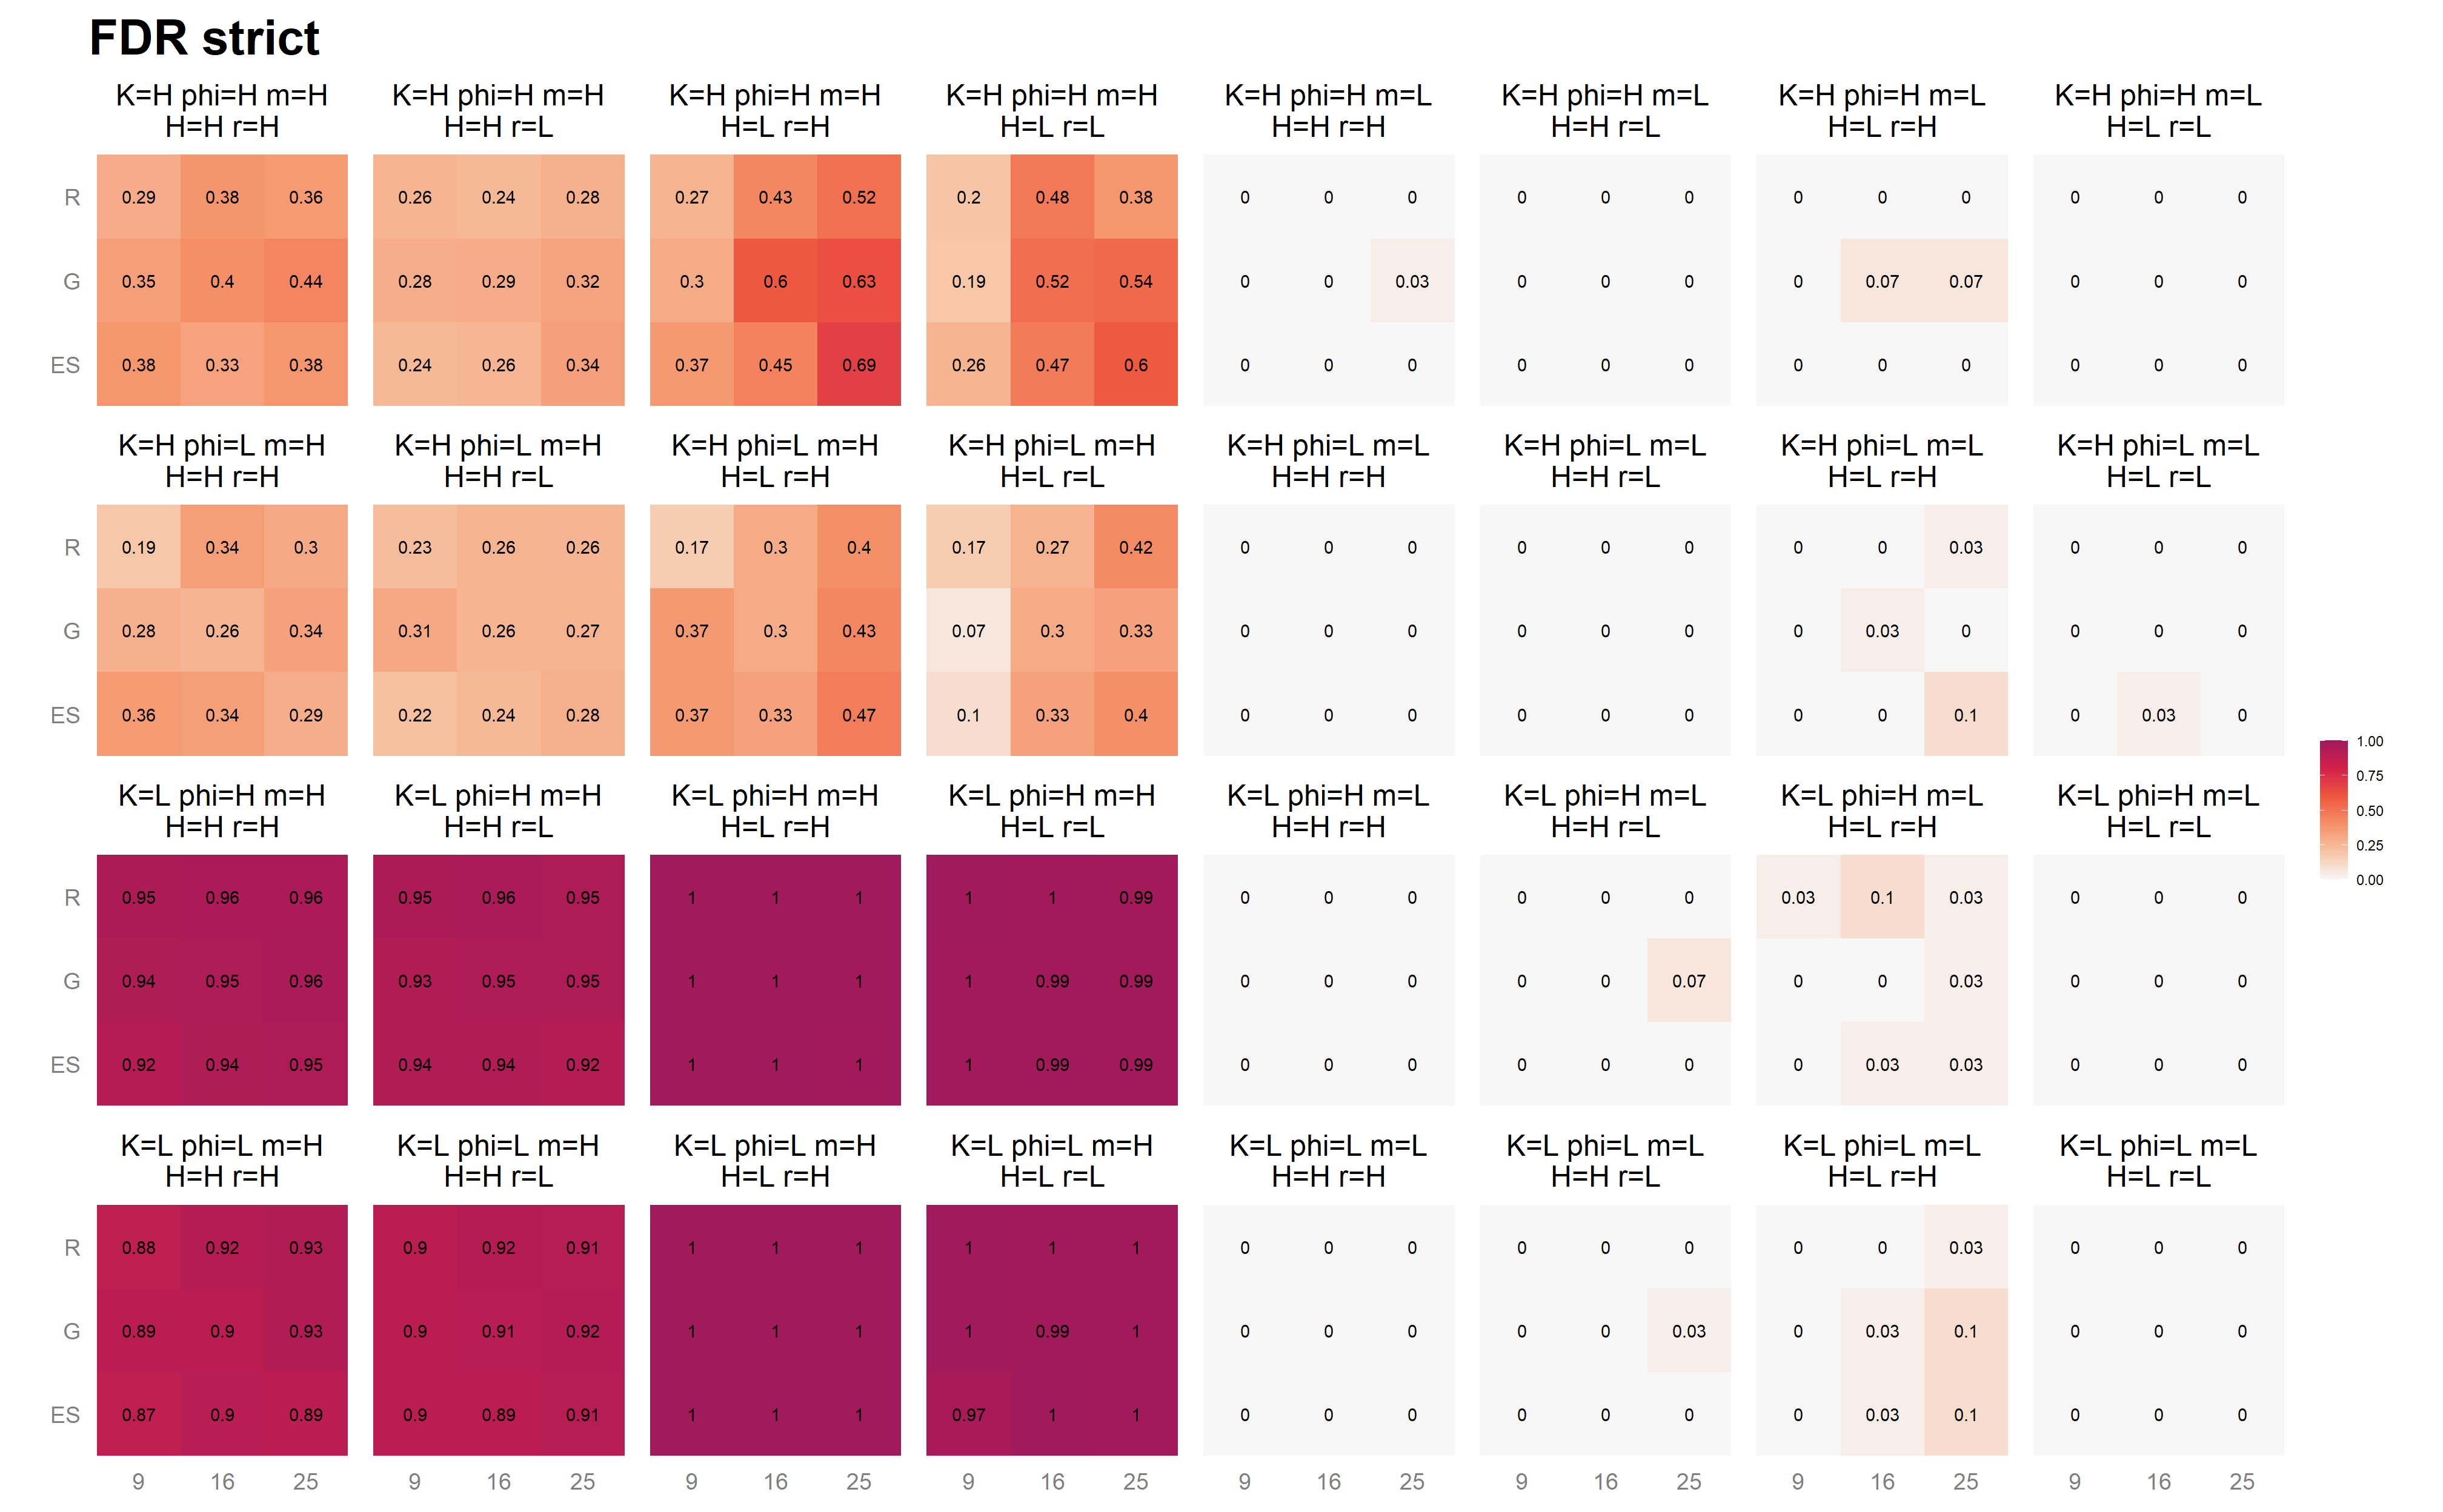 FDR strict
K=H phi=H m=H K=H phi=H m=H K=H phi=H m=H K=H phi=H m=H K=H phi=H m=L K=H phi=H m=L K=H phi=H m=L K=H phi=H m=L
H=H r=H H=H r=L H=L r=H H=L r=L H=H r=H H=H r=L H=L r=H H=L r=L
R 0.29 0.38 0.36 0.26 0.24 0.28 0.27 0.43 0.52 0.2 0.48 0.38 0 0 0 0 0 0 0 0 0 0 0 0
G 0.35 0.4 0.44 0.28 0.29 0.32 0.3 0.6 0.63 0.19 0.52 0.54 0 0 0.03 0 0 0 0 0.07 0.07 0 0 0
ES 0.38 0.33 0.38 0.24 0.26 0.34 0.37 0.45 0.69 0.26 0.47 0.6 0 0 0 0 0 0 0 0 0 0 0 0
K=H phi=L m=H K=H phi=L m=H K=H phi=L m=H K=H phi=L m=H K=H phi=L m=L K=H phi=L m=L K=H phi=L m=L K=H phi=L m=L
H=H r=H H=H r=L H=L r=H H=L r=L H=H r=H H=H r=L H=L r=H H=L r=L
R 0.19 0.34 0.3 0.23 0.26 0.26 0.17 0.3 0.4 0.17 0.27 0.42 0 0 0 0 0 0 0 0 0.03 0 0 0
G 0.28 0.26 0.34 0.31 0.26 0.27 0.37 0.3 0.43 0.07 0.3 0.33 0 0 0 0 0 0 0 0.03 0 0 0 0
ES 0.36 0.34 0.29 0.22 0.24 0.28 0.37 0.33 0.47 0.1 0.33 0.4 0 0 0 0 0 0 0 0 0.1 0 0.03 0
1.00
0.75
0.50
0.25
0.00
K=L phi=H m=H K=L phi=H m=H K=L phi=H m=H K=L phi=H m=H K=L phi=H m=L K=L phi=H m=L K=L phi=H m=L K=L phi=H m=L
H=H r=H H=H r=L H=L r=H H=L r=L H=H r=H H=H r=L H=L r=H H=L r=L
R 0.95 0.96 0.96 0.95 0.96 0.95 1 1 1 1 1 0.99 0 0 0 0 0 0 0.03 0.1 0.03 0 0 0
G 0.94 0.95 0.96 0.93 0.95 0.95 1 1 1 1 0.99 0.99 0 0 0 0 0 0.07 0 0 0.03 0 0 0
ES 0.92 0.94 0.95 0.94 0.94 0.92 1 1 1 1 0.99 0.99 0 0 0 0 0 0 0 0.03 0.03 0 0 0
K=L phi=L m=H K=L phi=L m=H K=L phi=L m=H K=L phi=L m=H K=L phi=L m=L K=L phi=L m=L K=L phi=L m=L K=L phi=L m=L
H=H r=H H=H r=L H=L r=H H=L r=L H=H r=H H=H r=L H=L r=H H=L r=L
R 0.88 0.92 0.93 0.9 0.92 0.91 1 1 1 1 1 1 0 0 0 0 0 0 0 0 0.03 0 0 0
G 0.89 0.9 0.93 0.9 0.91 0.92 1 1 1 1 0.99 1 0 0 0 0 0 0.03 0 0.03 0.1 0 0 0
ES 0.87 0.9 0.89 0.9 0.89 0.91 1 1 1 0.97 1 1 0 0 0 0 0 0 0 0.03 0.1 0 0 0
9 16 25 9 16 25 9 16 25 9 16 25 9 16 25 9 16 25 9 16 25 9 16 25